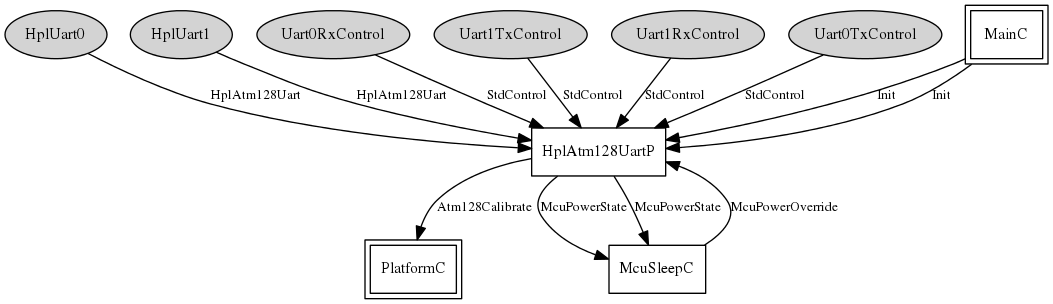 HplUart0
HplUart1
Uart0RxControl
Uart1TxControl
Uart1RxControl
Uart0TxControl
MainC
HplAtm128Uart
HplAtm128Uart
StdControl
StdControl
StdControl
StdControl
Init
Init
HplAtm128UartP
Atm128Calibrate
McuPowerState
McuPowerState
McuPowerOverride
PlatformC
McuSleepC